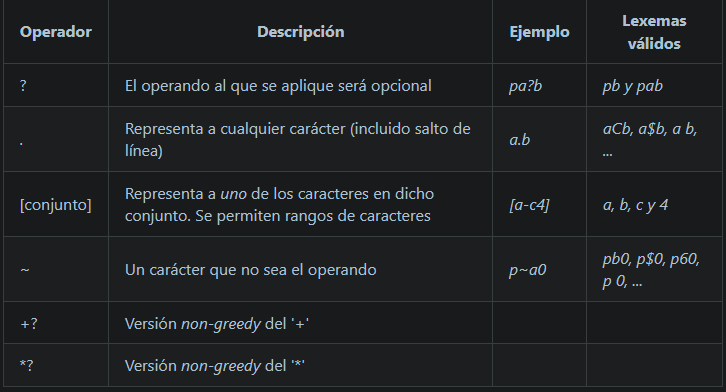 Operador Descripción Ejemplo Lexemas válidos
? El operando al que se aplique será opcional pa?b pb y pab
. Representa a cualquier carácter (incluido salto de línea) a.b aCb, a$b, a b, ...
[conjunto] Representa a uno de los caracteres en dicho conjunto. Se permiten rangos de caracteres [a-c4] a, b, c y 4
~ Un carácter que no sea el operando p~a0 pb0, p$0, p60, p 0, ...
+? Versión non-greedy del '+'
*? Versión non-greedy del '*'